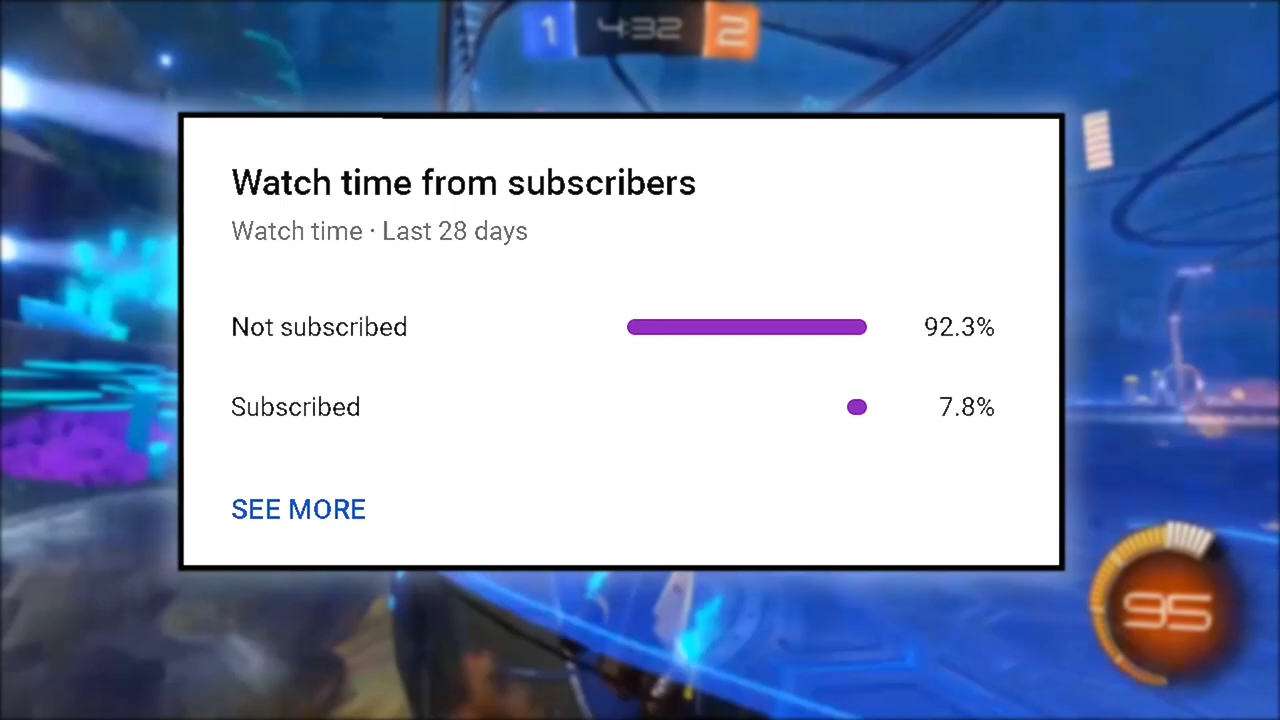 1 4:32 2
Watch time from subscribers
Watch time · Last 28 days
Not subscribed 92.3%
Subscribed 7.8%
SEE MORE
95